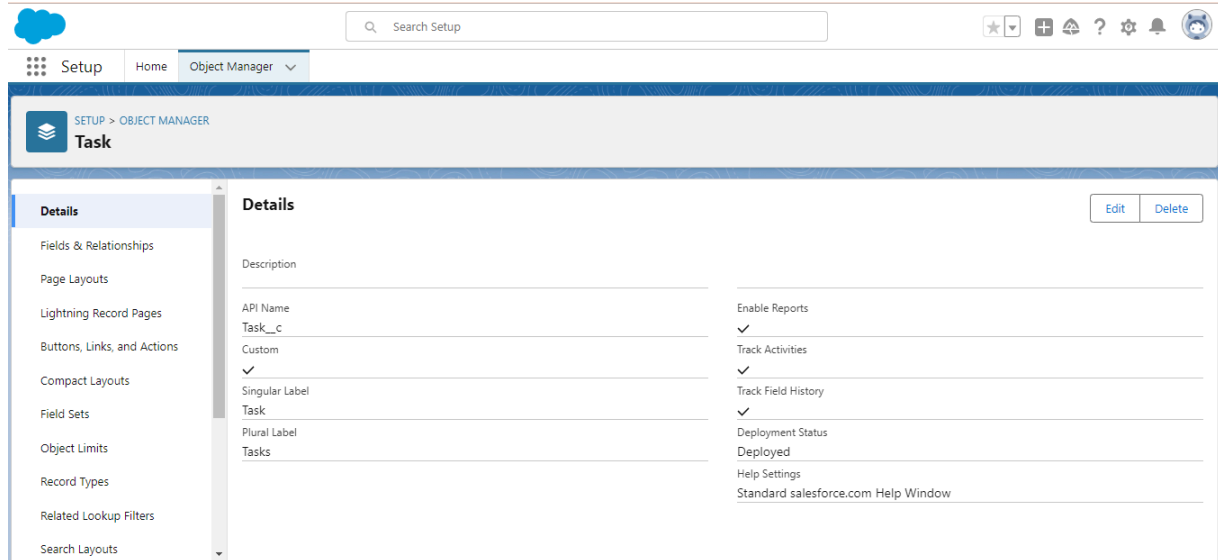 Search Setup
Setup
Home
Object Manager
SETUP > OBJECT MANAGER
Task
Details
Fields & Relationships
Page Layouts
Lightning Record Pages
Buttons, Links, and Actions
Compact Layouts
Field Sets
Object Limits
Record Types
Related Lookup Filters
Search Layouts
Details
Edit
Delete
Description
API Name
Task__c
Custom
Singular Label
Task
Plural Label
Tasks
Enable Reports
Track Activities
Track Field History
Deployment Status
Deployed
Help Settings
Standard salesforce.com Help Window